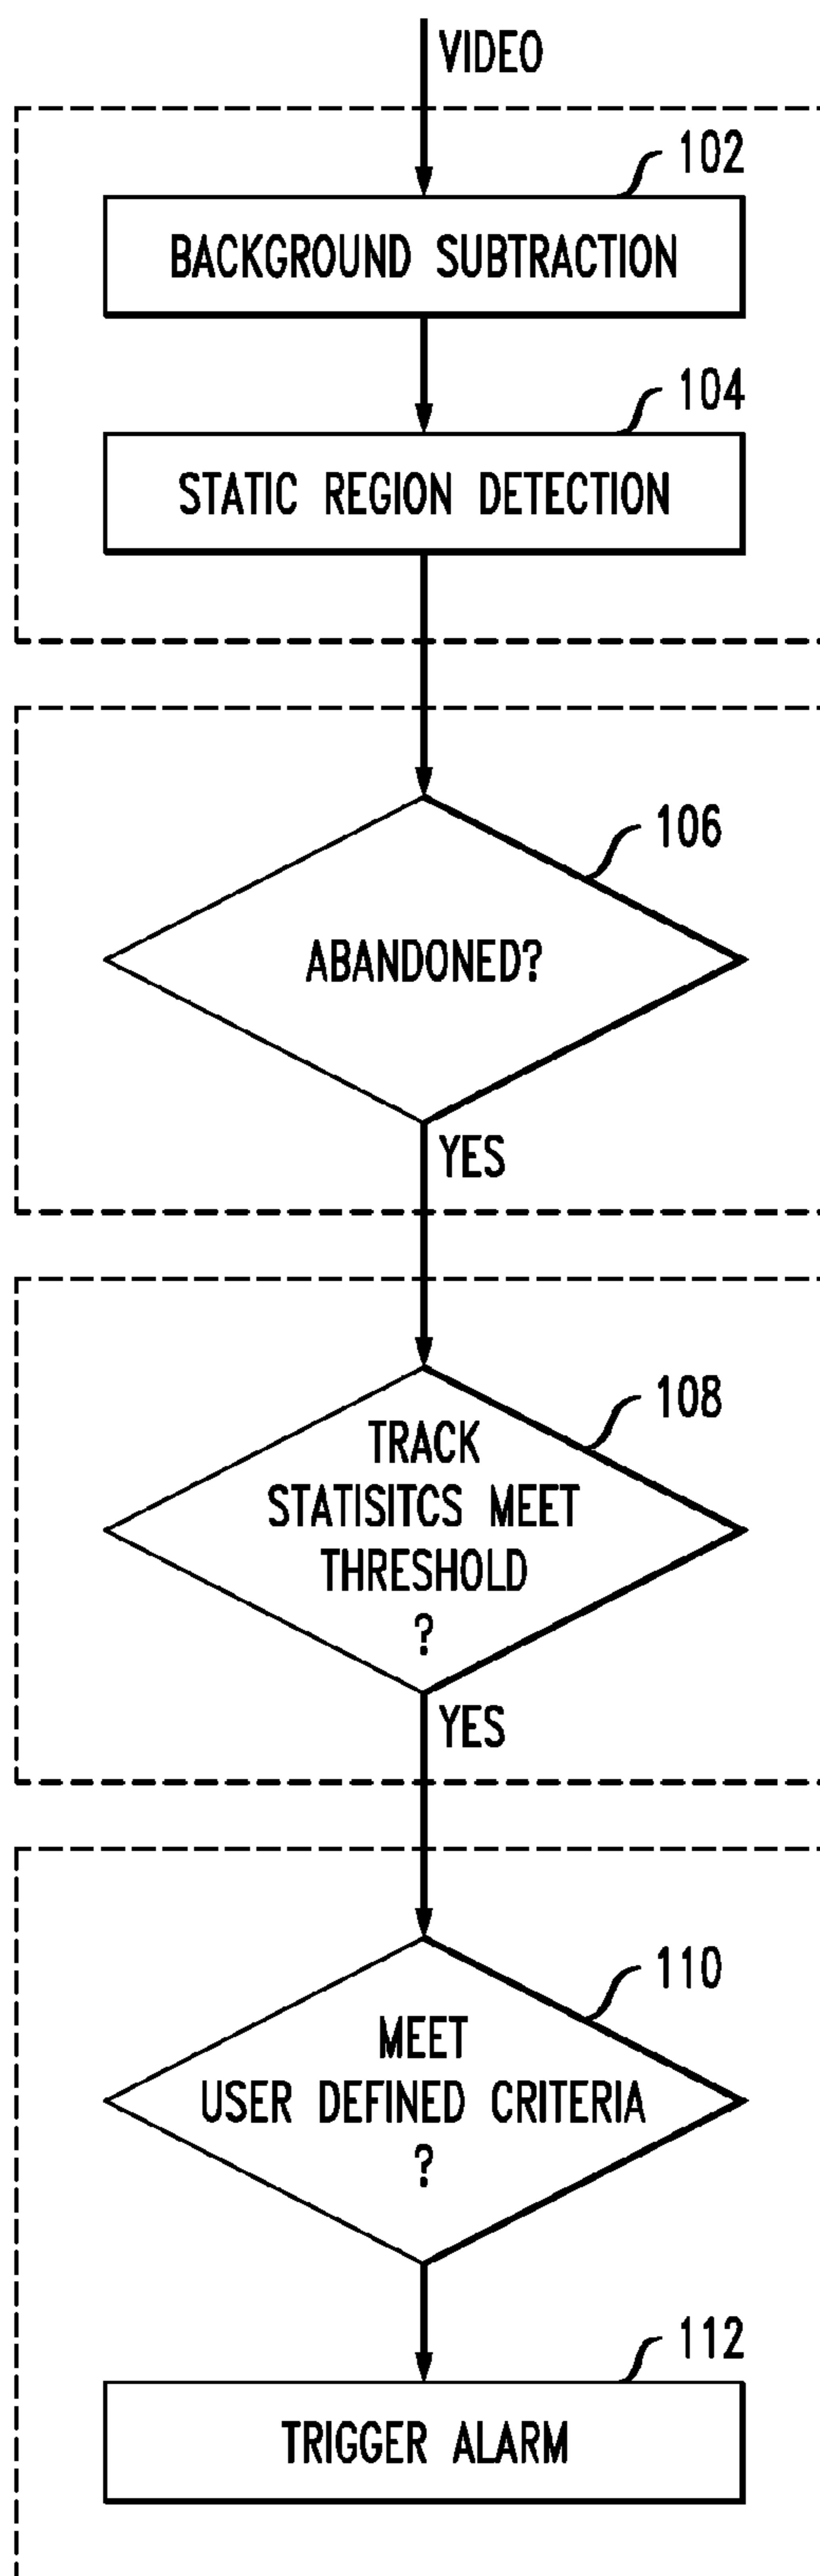 VIDEO
102
BACKGROUND SUBTRACTION
104
STATIC REGION DETECTION
106
ABANDONED?
YES
108
TRACK
STATISITCS MEET
THRESHOLD
?
YES
110
MEET
USER DEFINED CRITERIA
?
112
TRIGGER ALARM